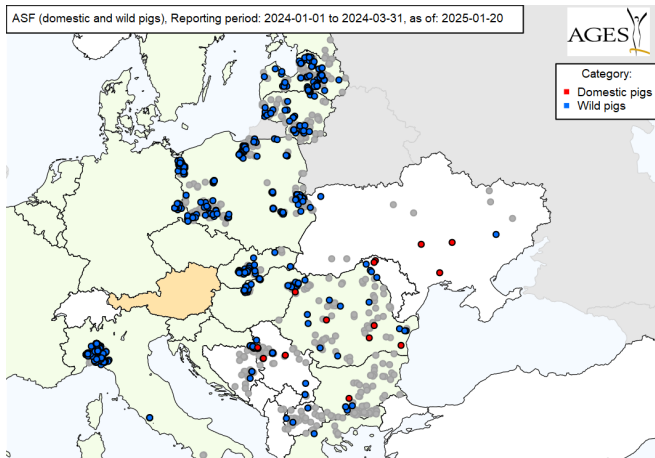 ASF (domestic and wild pigs), Reporting period: 2024-01-01 to 2024-03-31, as of: 2025-01-20
AGES
Category:
Domestic pigs
Wild pigs